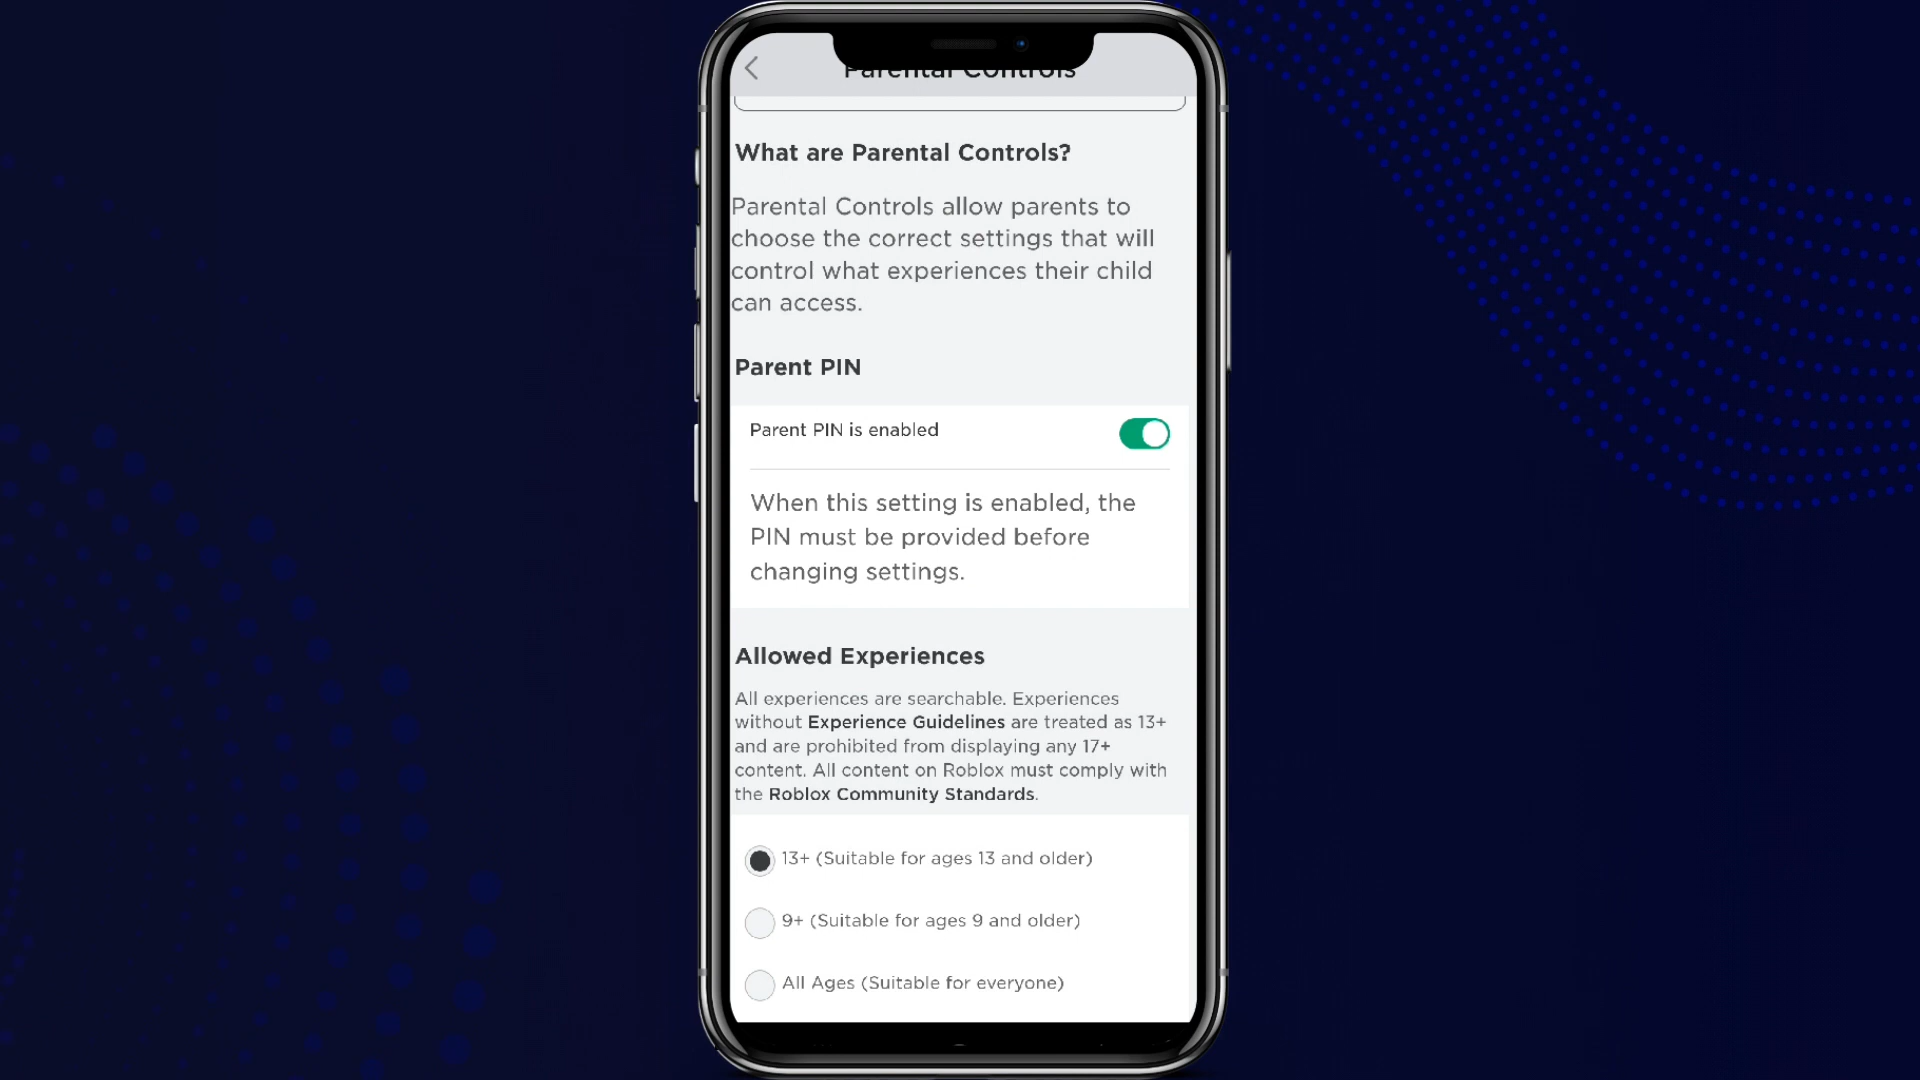 Parental Controls
What are Parental Controls?
Parental Controls allow parents to
choose the correct settings that will
control what experiences their child
can access.
Parent PIN
Parent PIN is enabled
When this setting is enabled, the
PIN must be provided before
changing settings.
Allowed Experiences
All experiences are searchable. Experiences
without Experience Guidelines are treated as 13+
and are prohibited from displaying any 17+
content. All content on Roblox must comply with
the Roblox Community Standards.
13+ (Suitable for ages 13 and older)
9+ (Suitable for ages 9 and older)
All Ages (Suitable for everyone)